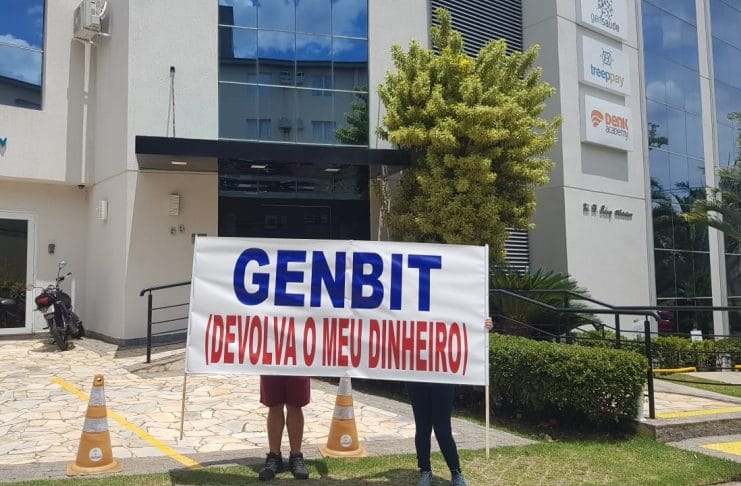 gensaúde
treeppay
DENK
academy
GENBIT
(DEVOLVA O MEU DINHEIRO)